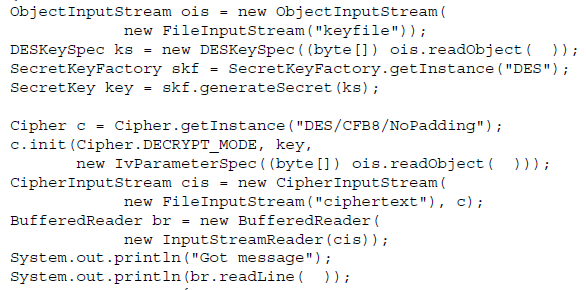 ObjectInputStream ois = new ObjectInputStream(
new FileInputStream("keyfile"));
DESKeySpec ks = new DESKeySpec((byte[]) ois.readObject(  ));
SecretKeyFactory skf = SecretKeyFactory.getInstance("DES");
SecretKey key = skf.generateSecret(ks);
Cipher c = Cipher.getInstance("DES/CFB8/NoPadding");
c.init(Cipher.DECRYPT_MODE, key,
new IvParameterSpec((byte[]) ois.readObject(  )));
CipherInputStream cis = new CipherInputStream(
new FileInputStream("ciphertext"), c);
BufferedReader br = new BufferedReader(
new InputStreamReader(cis));
System.out.println("Got message");
System.out.println(br.readLine(  ));